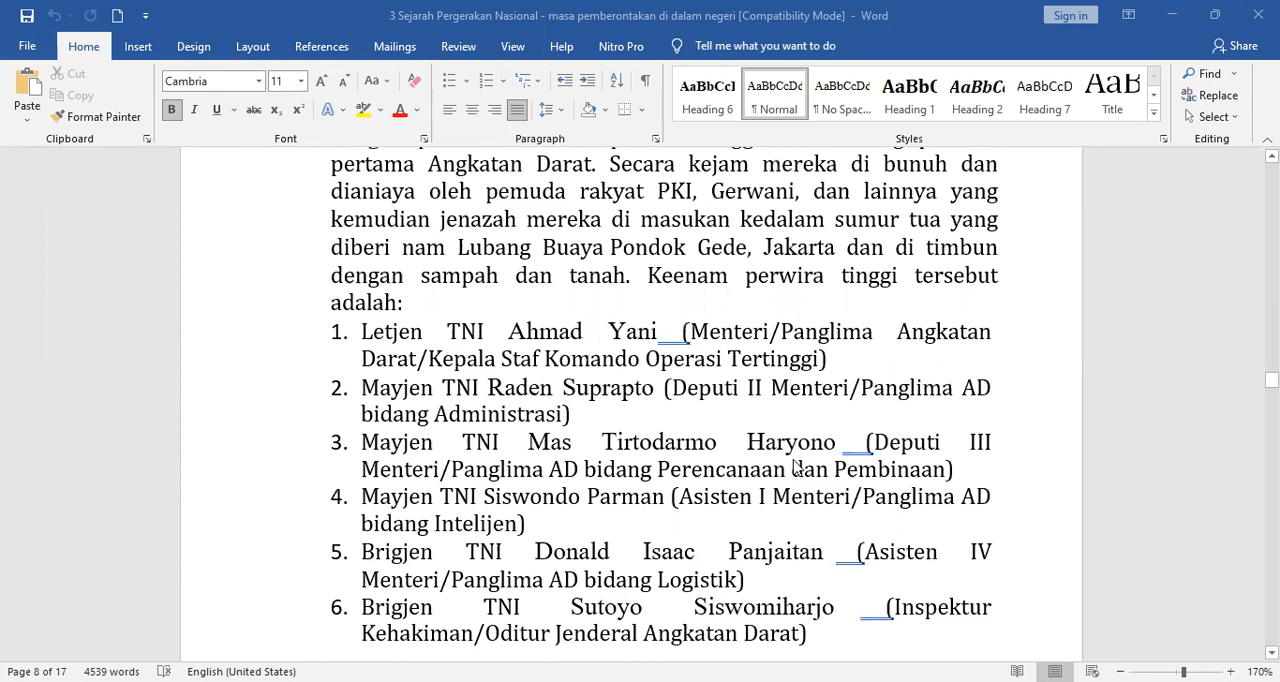 3 Sejarah Pergerakan Nasional - masa pemberontakan di dalam negeri [Compatibility Mode] - Word
Sign in
File Home Insert Design Layout References Mailings Review View Help Nitro Pro Tell me what you want to do Share
Paste
Cut
Copy
Format Painter
Clipboard
Cambria 11
Font
Paragraph
AaBbCcI AaBbCcDd AaBbCcDd AaBb( AaBbC( AaBbCcD AaB
Heading 6 ¶ Normal ¶ No Spac... Heading 1 Heading 2 Heading 7 Title
Styles
Find
Replace
Select
Editing
pertama Angkatan Darat. Secara kejam mereka di bunuh dan
dianiaya oleh pemuda rakyat PKI, Gerwani, dan lainnya yang
kemudian jenazah mereka di masukan kedalam sumur tua yang
diberi nam Lubang Buaya Pondok Gede, Jakarta dan di timbun
dengan sampah dan tanah. Keenam perwira tinggi tersebut
adalah:
1. Letjen TNI Ahmad Yani (Menteri/Panglima Angkatan
Darat/Kepala Staf Komando Operasi Tertinggi)
2. Mayjen TNI Raden Suprapto (Deputi II Menteri/Panglima AD
bidang Administrasi)
3. Mayjen TNI Mas Tirtodarmo Haryono (Deputi III
Menteri/Panglima AD bidang Perencanaan dan Pembinaan)
4. Mayjen TNI Siswondo Parman (Asisten I Menteri/Panglima AD
bidang Intelijen)
5. Brigjen TNI Donald Isaac Panjaitan (Asisten IV
Menteri/Panglima AD bidang Logistik)
6. Brigjen TNI Sutoyo Siswomiharjo (Inspektur
Kehakiman/Oditur Jenderal Angkatan Darat)
Page 8 of 17 4539 words English (United States) 170%